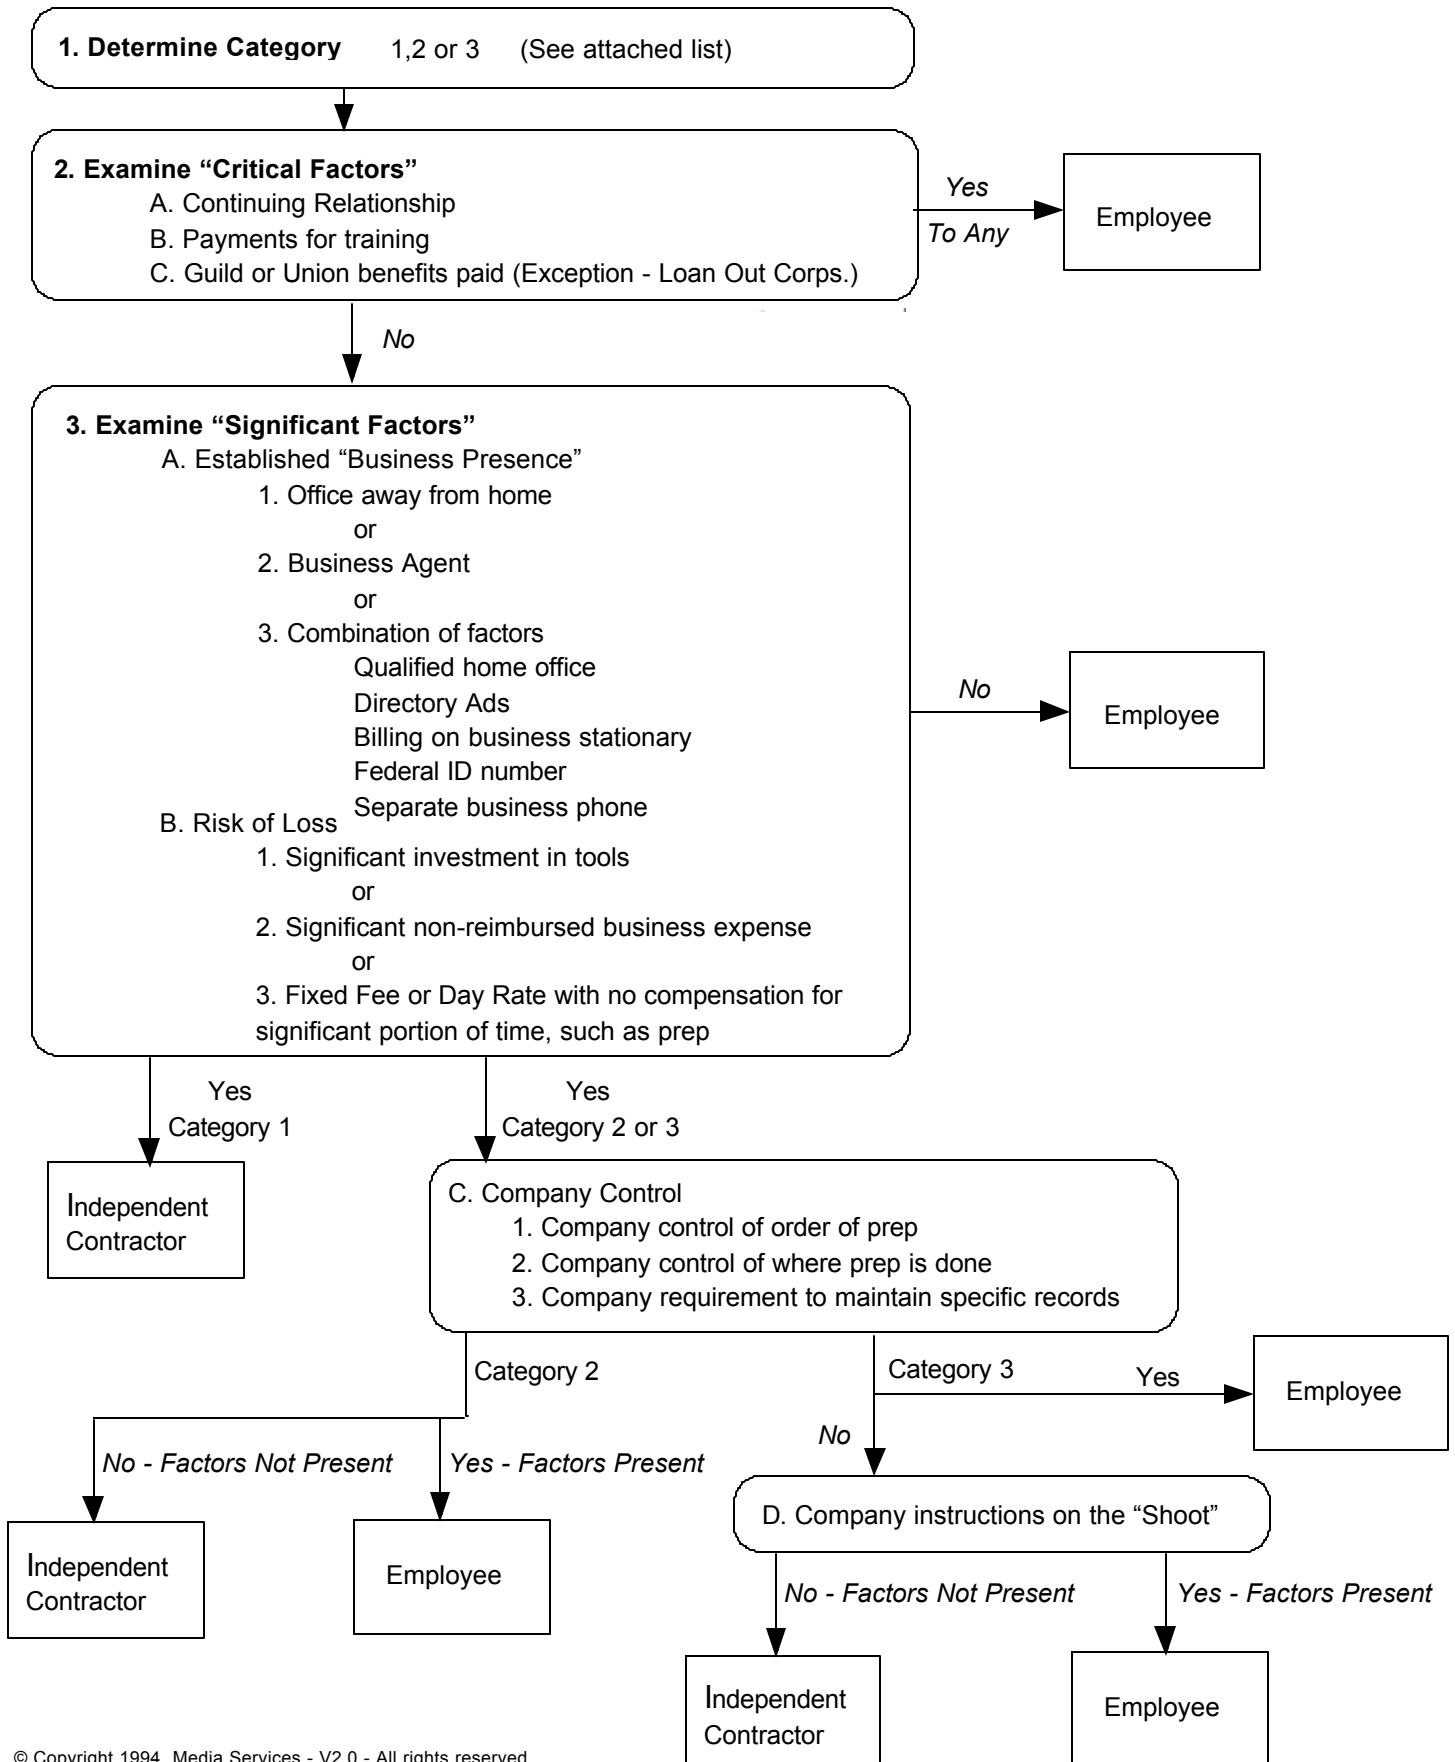 1. Determine Category 1,2 or 3 (See attached list)
2. Examine “Critical Factors”
A. Continuing Relationship
B. Payments for training
C. Guild or Union benefits paid (Exception - Loan Out Corps.)
Yes
To Any
Employee
No
3. Examine “Significant Factors”
A. Established “Business Presence”
1. Office away from home
or
2. Business Agent
or
3. Combination of factors
Qualified home office
Directory Ads
Billing on business stationary
Federal ID number
Separate business phone
B. Risk of Loss
1. Significant investment in tools
or
2. Significant non-reimbursed business expense
or
3. Fixed Fee or Day Rate with no compensation for
significant portion of time, such as prep
No
Employee
Yes
Category 1
Yes
Category 2 or 3
Independent
Contractor
C. Company Control
1. Company control of order of prep
2. Company control of where prep is done
3. Company requirement to maintain specific records
Category 2
Category 3
Yes
Employee
No - Factors Not Present
Yes - Factors Present
No
Independent
Contractor
Employee
D. Company instructions on the “Shoot”
No - Factors Not Present
Yes - Factors Present
Independent
Contractor
Employee
© Copyright 1994 Media Services - V2.0 - All rights reserved